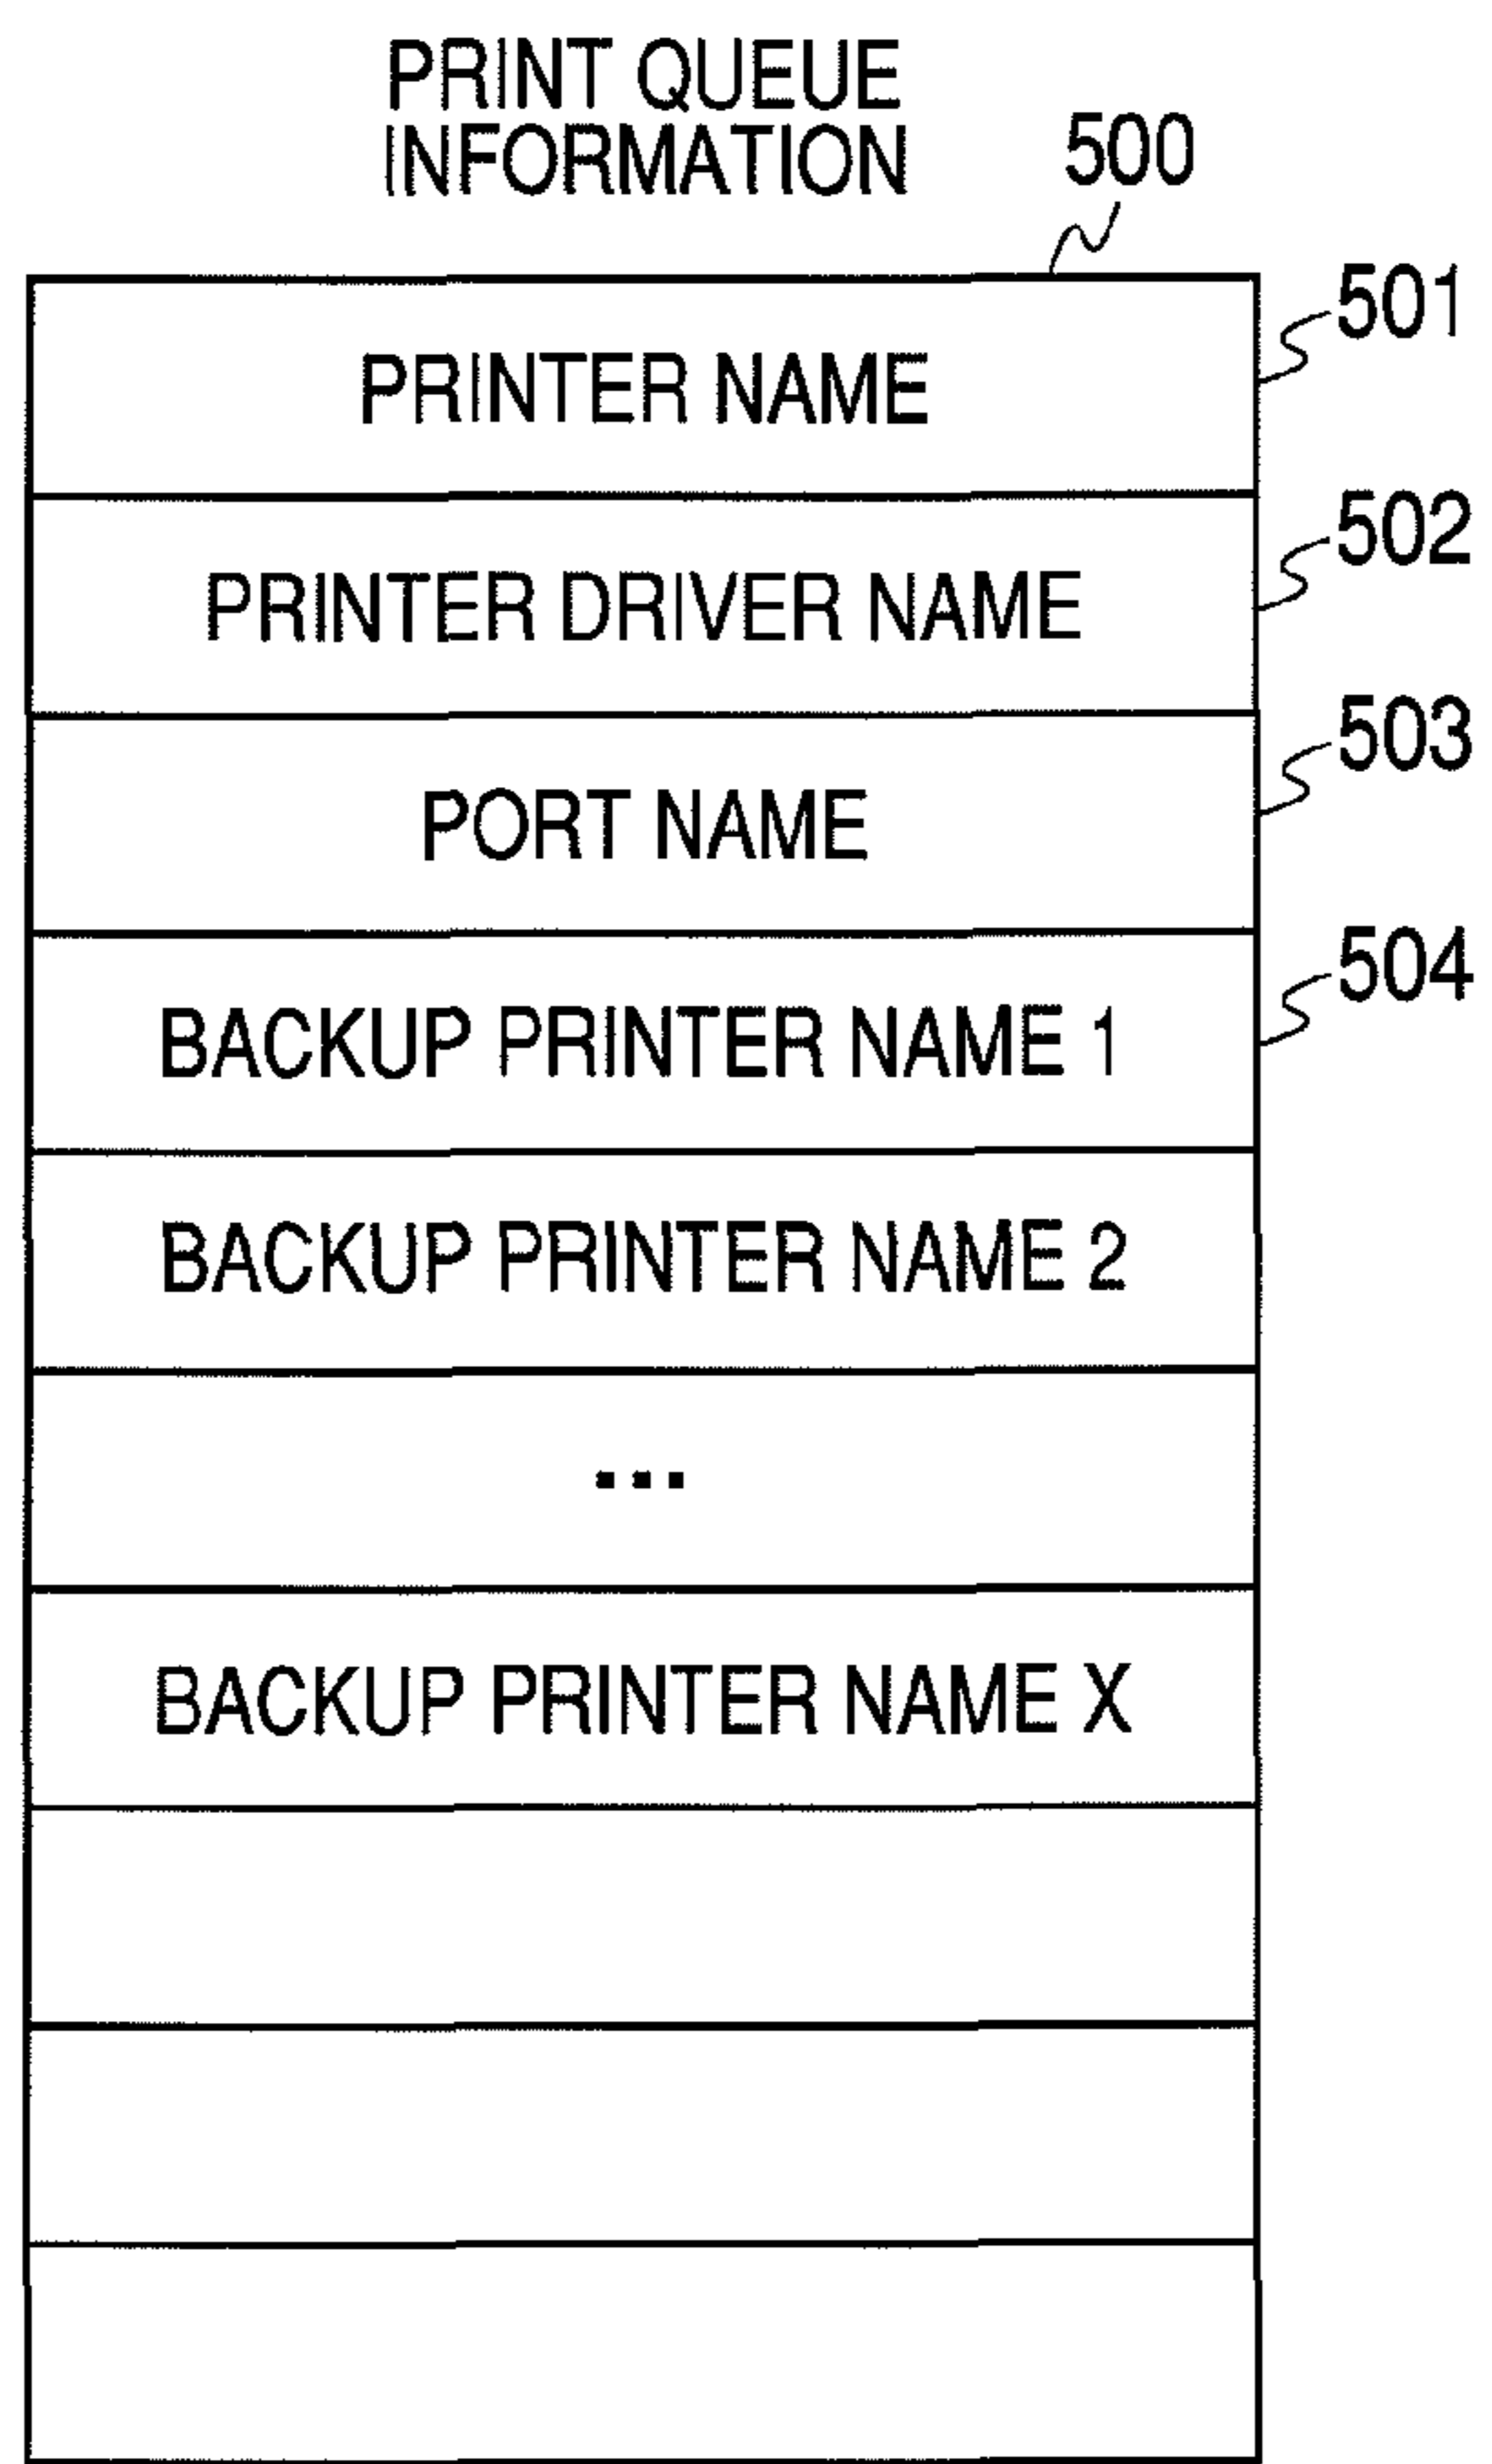 PRINT QUEUE
INFORMATION
500
PRINTER NAME
501
PRINTER DRIVER NAME
502
PORT NAME
503
BACKUP PRINTER NAME 1
504
BACKUP PRINTER NAME 2
...
BACKUP PRINTER NAME X